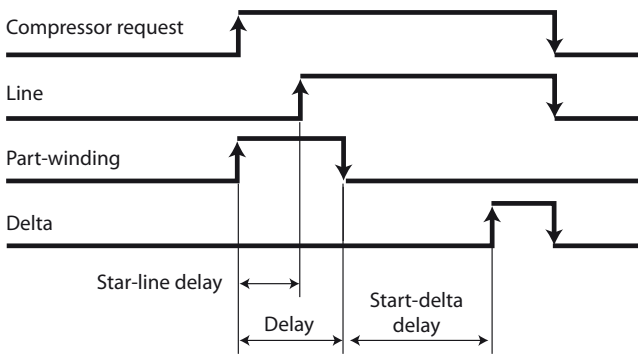 Compressor request
Line
Part-winding
Delta
Star-line delay
Delay
Start-delta
delay